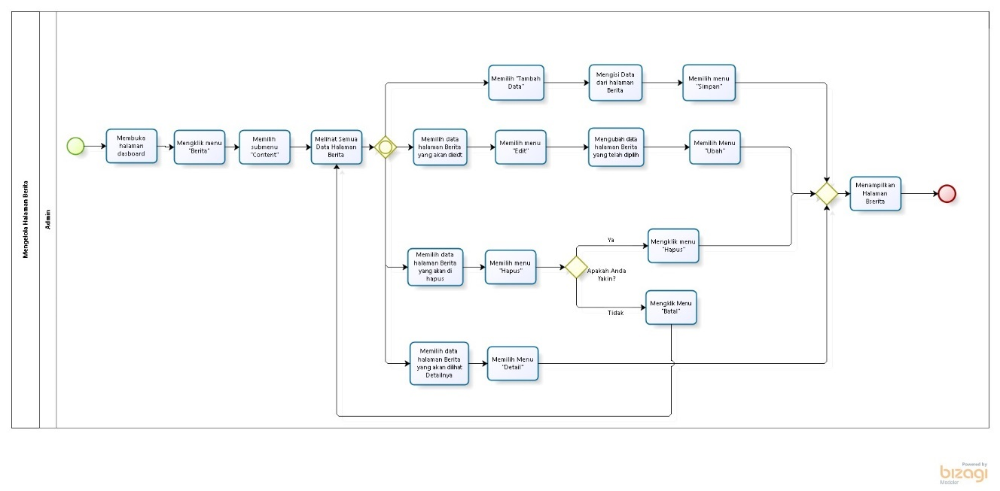 Mengelola Halaman Berita
Admin
Membuka
halaman
dasboard
Mengklik menu
"Berita"
Memilih
submenu
"Content"
Melihat Semua
Data Halaman
Berita
Memilih "Tambah
Data"
Mengisi Data
dari halaman
Berita
Memilih menu
"Simpan"
Memilih data
halaman Berita
yang akan dieidt
Memilih menu
"Edit"
Mengubah data
halaman Berita
yang telah dipilih
Memilih Menu
"Ubah"
Menampilkan
Halaman
Bserita
Memilih data
halaman Berita
yang akan di
hapus
Memilih menu
"Hapus"
Apakah Anda
Yakin?
Ya
Mengklik menu
"Hapus"
Tidak
Mengklik Menu
"Batal"
Memilih data
halaman Berita
yang akan dilihat
Detailnya
Memilih Menu
"Detail"
Powered by
bizagi
Modeler